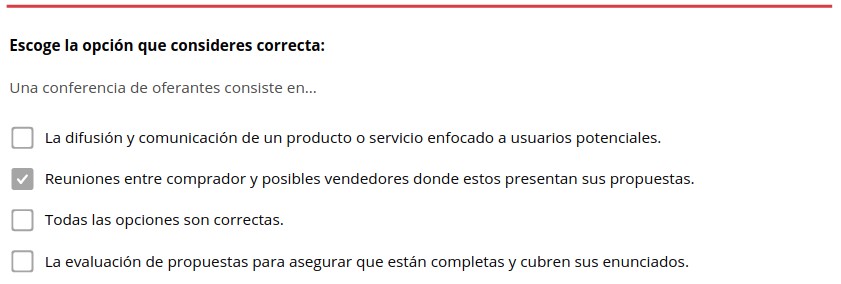 Escoge la opción que consideres correcta:
Una conferencia de oferantes consiste en...
La difusión y comunicación de un producto o servicio enfocado a usuarios potenciales.
Reuniones entre comprador y posibles vendedores donde estos presentan sus propuestas.
Todas las opciones son correctas.
La evaluación de propuestas para asegurar que están completas y cubren sus enunciados.